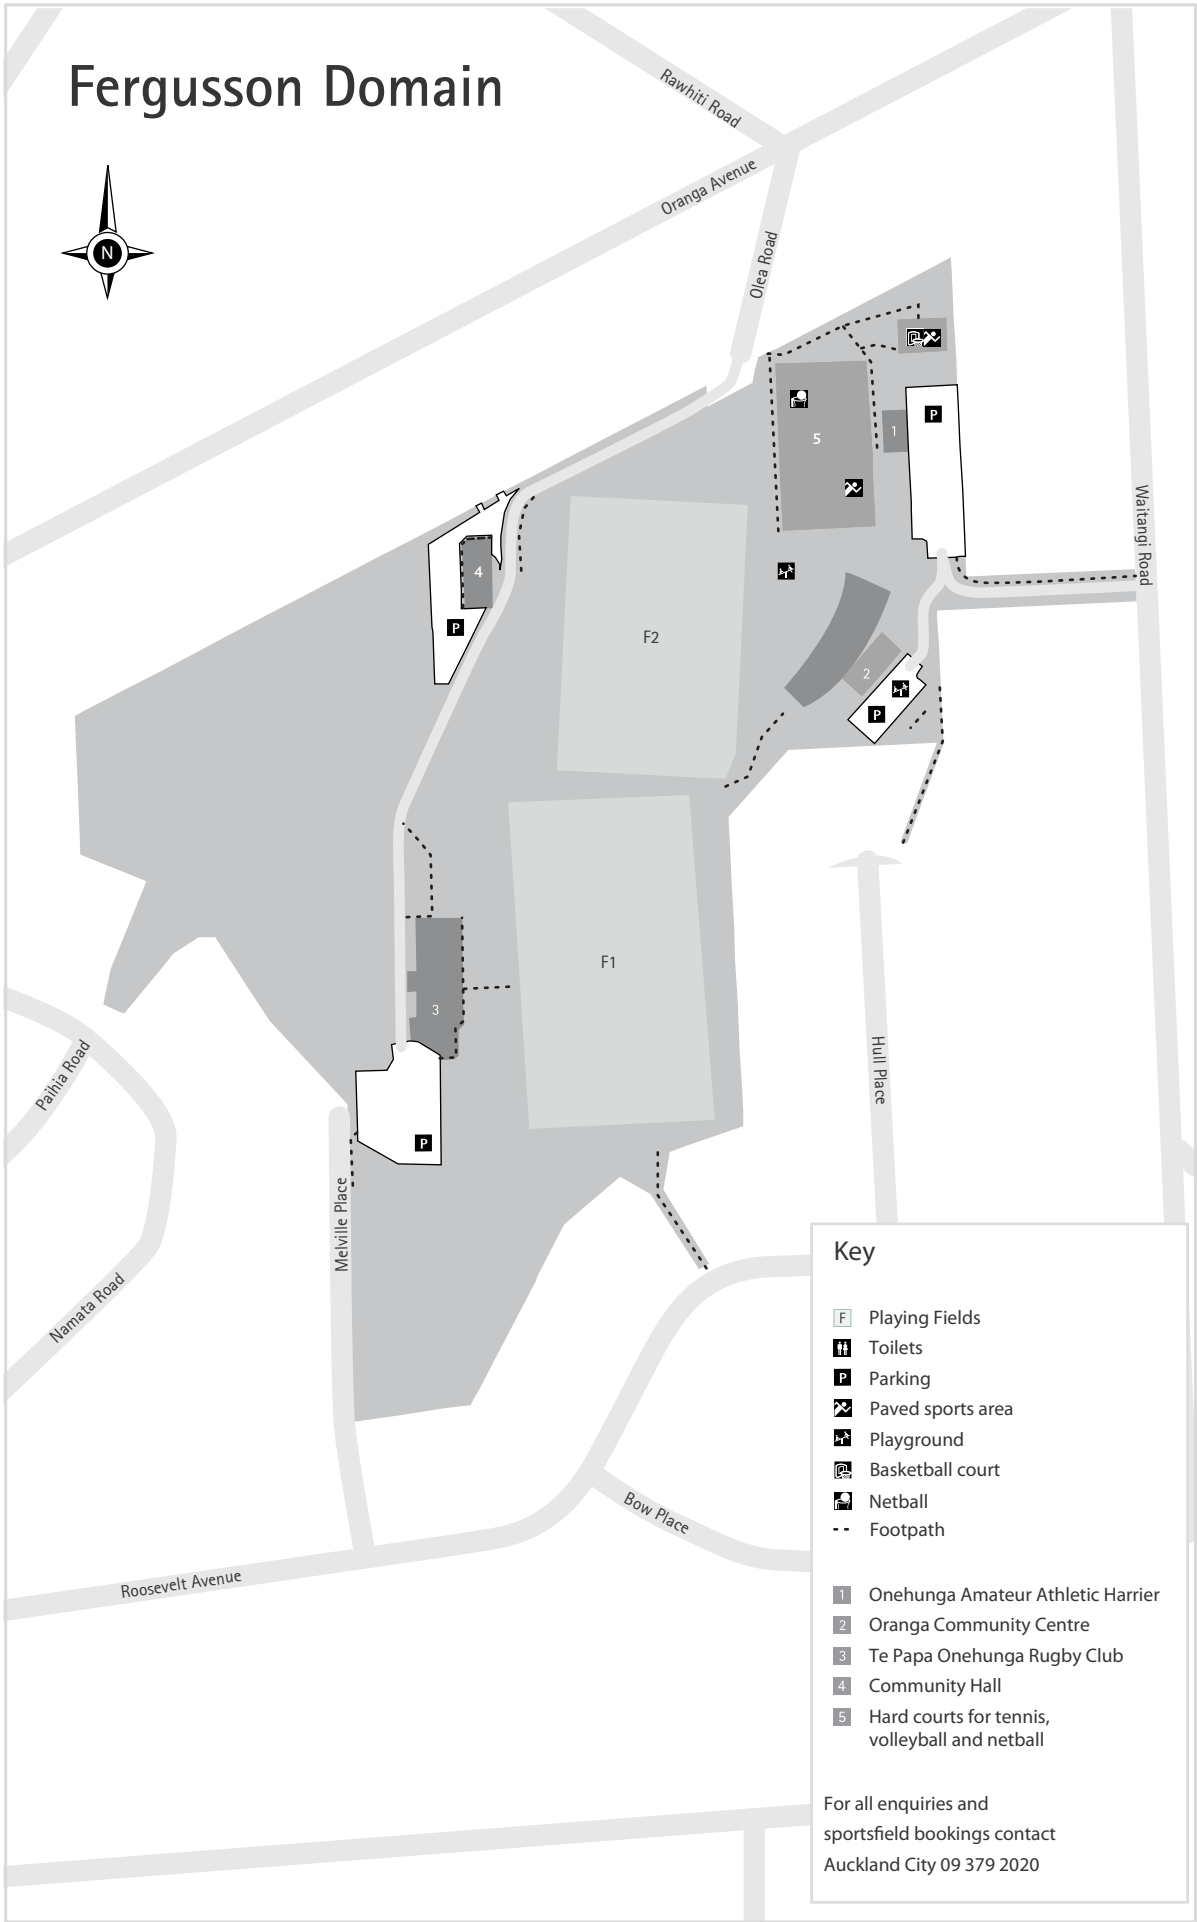 Fergusson Domain
N
Rawhiti Road
Oranga Avenue
Olea Road
Waitangi Road
P
1
5
4
P
F2
2
P
F1
3
P
Hull Place
Paihia Road
Melville Place
Namata Road
Bow Place
Roosevelt Avenue
Key
F Playing Fields
Toilets
P Parking
Paved sports area
Playground
Basketball court
Netball
Footpath
1 Onehunga Amateur Athletic Harrier
2 Oranga Community Centre
3 Te Papa Onehunga Rugby Club
4 Community Hall
5 Hard courts for tennis,
volleyball and netball
For all enquiries and
sportsfield bookings contact
Auckland City 09 379 2020